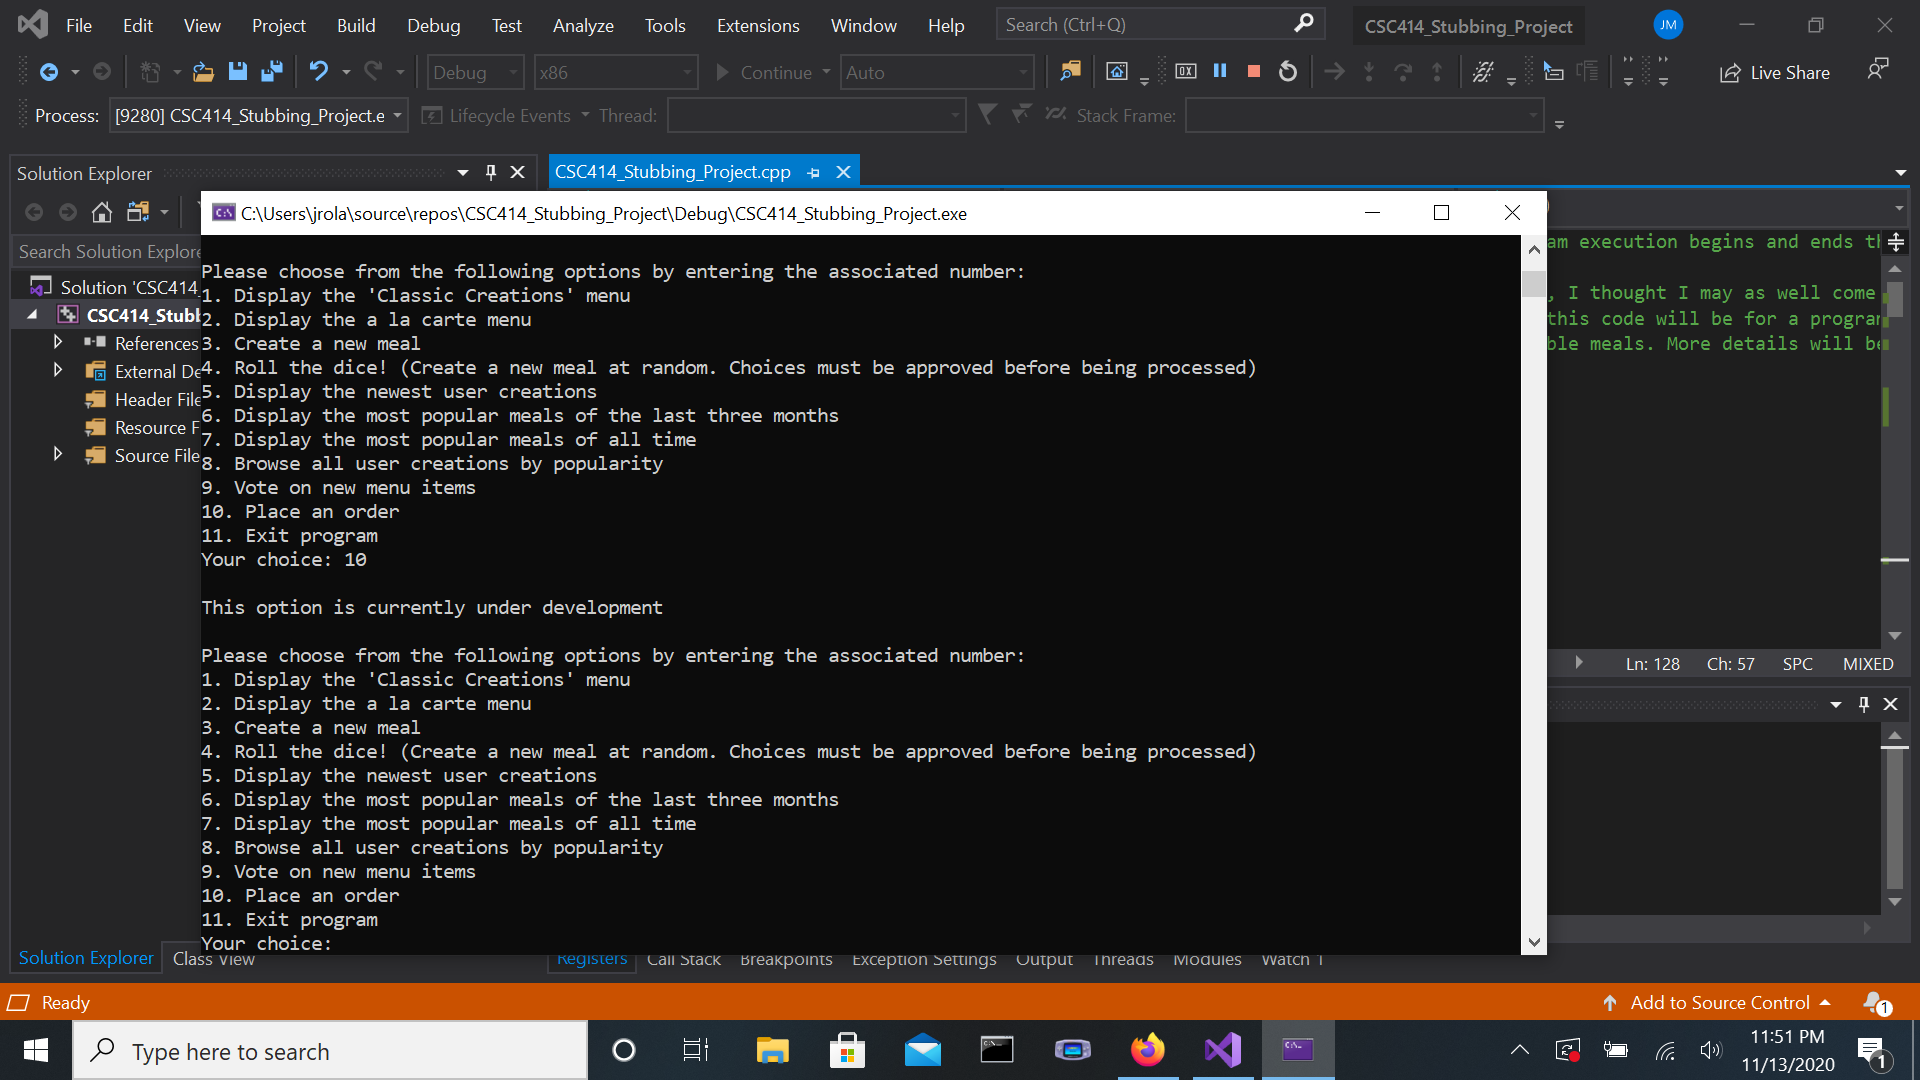 File Edit View Project Build Debug Test Analyze Tools Extensions Window Help Search (Ctrl+Q) CSC414_Stubbing_Project JM
Debug x86 Continue Auto Live Share
Process: [9280] CSC414_Stubbing_Project.e Lifecycle Events Thread: Stack Frame:
Solution Explorer
CSC414_Stubbing_Project.cpp
C:\Users\jrola\source\repos\CSC414_Stubbing_Project\Debug\CSC414_Stubbing_Project.exe
Search Solution Explore
Solution 'CSC414_
CSC414_Stubb
References
External De
Header File
Resource F
Source File
am execution begins and ends th
, I thought I may as well come
this code will be for a program
ble meals. More details will be
Please choose from the following options by entering the associated number:
1. Display the 'Classic Creations' menu
2. Display the a la carte menu
3. Create a new meal
4. Roll the dice! (Create a new meal at random. Choices must be approved before being processed)
5. Display the newest user creations
6. Display the most popular meals of the last three months
7. Display the most popular meals of all time
8. Browse all user creations by popularity
9. Vote on new menu items
10. Place an order
11. Exit program
Your choice: 10
This option is currently under development
Please choose from the following options by entering the associated number:
1. Display the 'Classic Creations' menu
2. Display the a la carte menu
3. Create a new meal
4. Roll the dice! (Create a new meal at random. Choices must be approved before being processed)
5. Display the newest user creations
6. Display the most popular meals of the last three months
7. Display the most popular meals of all time
8. Browse all user creations by popularity
9. Vote on new menu items
10. Place an order
11. Exit program
Your choice:
Ln: 128 Ch: 57 SPC MIXED
Solution Explorer Class View
Registers Call Stack Breakpoints Exception Settings Output Threads Modules Watch 1
Ready Add to Source Control 1
Type here to search
11:51 PM
11/13/2020
1